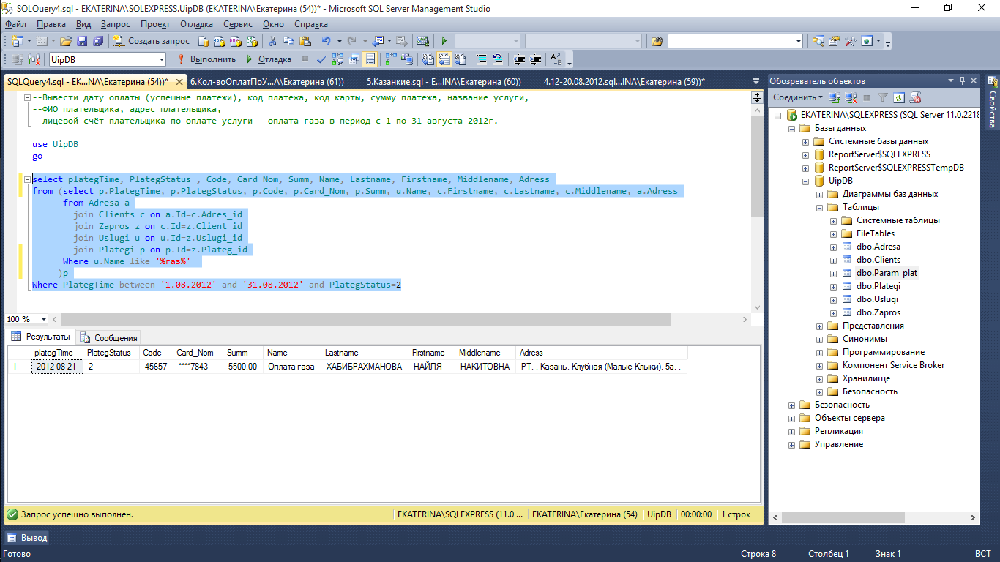 SQLQuery4.sql - EKATERINA\SQLEXPRESS.UipDB (EKATERINA\Екатерина (54))* - Microsoft SQL Server Management Studio
Файл Правка Вид Запрос Проект Отладка Сервис Окно Справка
Создать запрос
UipDB Выполнить Отладка
SQLQuery4.sql - EK...NA\Екатерина (54))* 6.Кол-воОплатПоУ...А\Екатерина (61)) 5.Казанкие.sql - E...INA\Екатерина (60)) 4.12-20.08.2012.sql...INA\Екатерина (59))*
--Вывести дату оплаты (успешные платежи), код платежа, код карты, сумму платежа, название услуги,
--ФИО плательщика, адрес плательщика,
--лицевой счёт плательщика по оплате услуги – оплата газа в период с 1 по 31 августа 2012г.
use UipDB
go
select plategTime, PlategStatus , Code, Card_Nom, Summ, Name, Lastname, Firstname, Middlename, Adress
from (select p.PlategTime, p.PlategStatus, p.Code, p.Card_Nom, p.Summ, u.Name, c.Firstname, c.Lastname, c.Middlename, a.Adress
from Adresa a
join Clients c on a.Id=c.Adres_id
join Zapros z on c.Id=z.Client_id
join Uslugi u on u.Id=z.Uslugi_id
join Plategi p on p.Id=z.Plateg_id
Where u.Name like '%газ%'
)p
Where PlategTime between '1.08.2012' and '31.08.2012' and PlategStatus=2
100 %
Результаты Сообщения
plategTime PlategStatus Code Card_Nom Summ Name Lastname Firstname Middlename Adress
1 2012-08-21 2 45657 ****7843 5500,00 Оплата газа ХАБИБРАХМАНОВА НАЙЛЯ НАКИТОВНА РТ, , Казань, Клубная (Малые Клыки), 5а, ,
Запрос успешно выполнен. EKATERINA\SQLEXPRESS (11.0 ... EKATERINA\Екатерина (54) UipDB 00:00:00 1 строк
Обозреватель объектов
Соединить
EKATERINA\SQLEXPRESS (SQL Server 11.0.2218
Базы данных
Системные базы данных
ReportServer$SQLEXPRESS
ReportServer$SQLEXPRESSTempDB
UipDB
Диаграммы баз данных
Таблицы
Системные таблицы
FileTables
dbo.Adresa
dbo.Clients
dbo.Param_plat
dbo.Plategi
dbo.Uslugi
dbo.Zapros
Представления
Синонимы
Программирование
Компонент Service Broker
Хранилище
Безопасность
Безопасность
Объекты сервера
Репликация
Управление
Свойства
Вывод
Готово Строка 8 Столбец 1 Знак 1 ВСТ